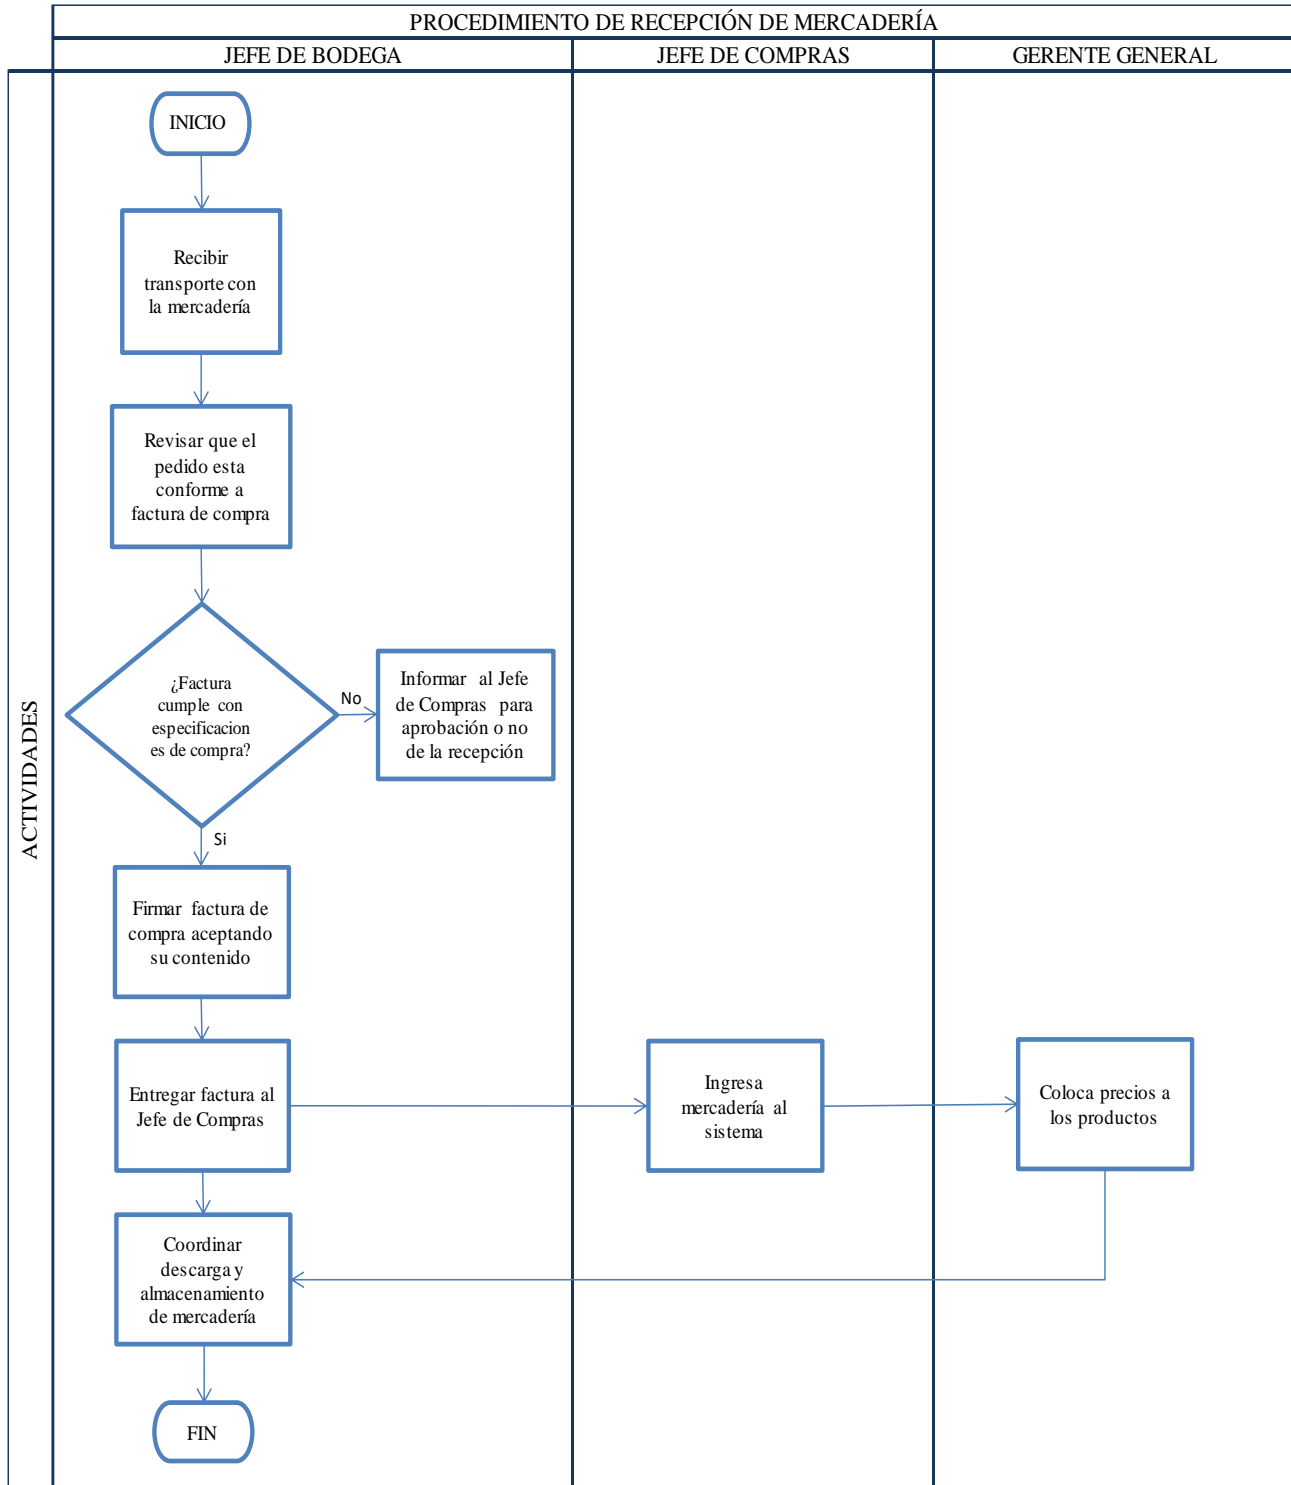 PROCEDIMIENTO DE RECEPCIÓN DE MERCADERÍA
JEFE DE BODEGA
JEFE DE COMPRAS
GERENTE GENERAL
ACTIVIDADES
INICIO
Recibir
transporte con
la mercadería
Revisar que el
pedido esta
conforme a
factura de compra
¿Factura
cumple con
especificacion
es de compra?
No
Informar al Jefe
de Compras para
aprobación o no
de la recepción
Si
Firmar factura de
compra aceptando
su contenido
Entregar factura al
Jefe de Compras
Ingresa
mercadería al
sistema
Coloca precios a
los productos
Coordinar
descarga y
almacenamiento
de mercadería
FIN